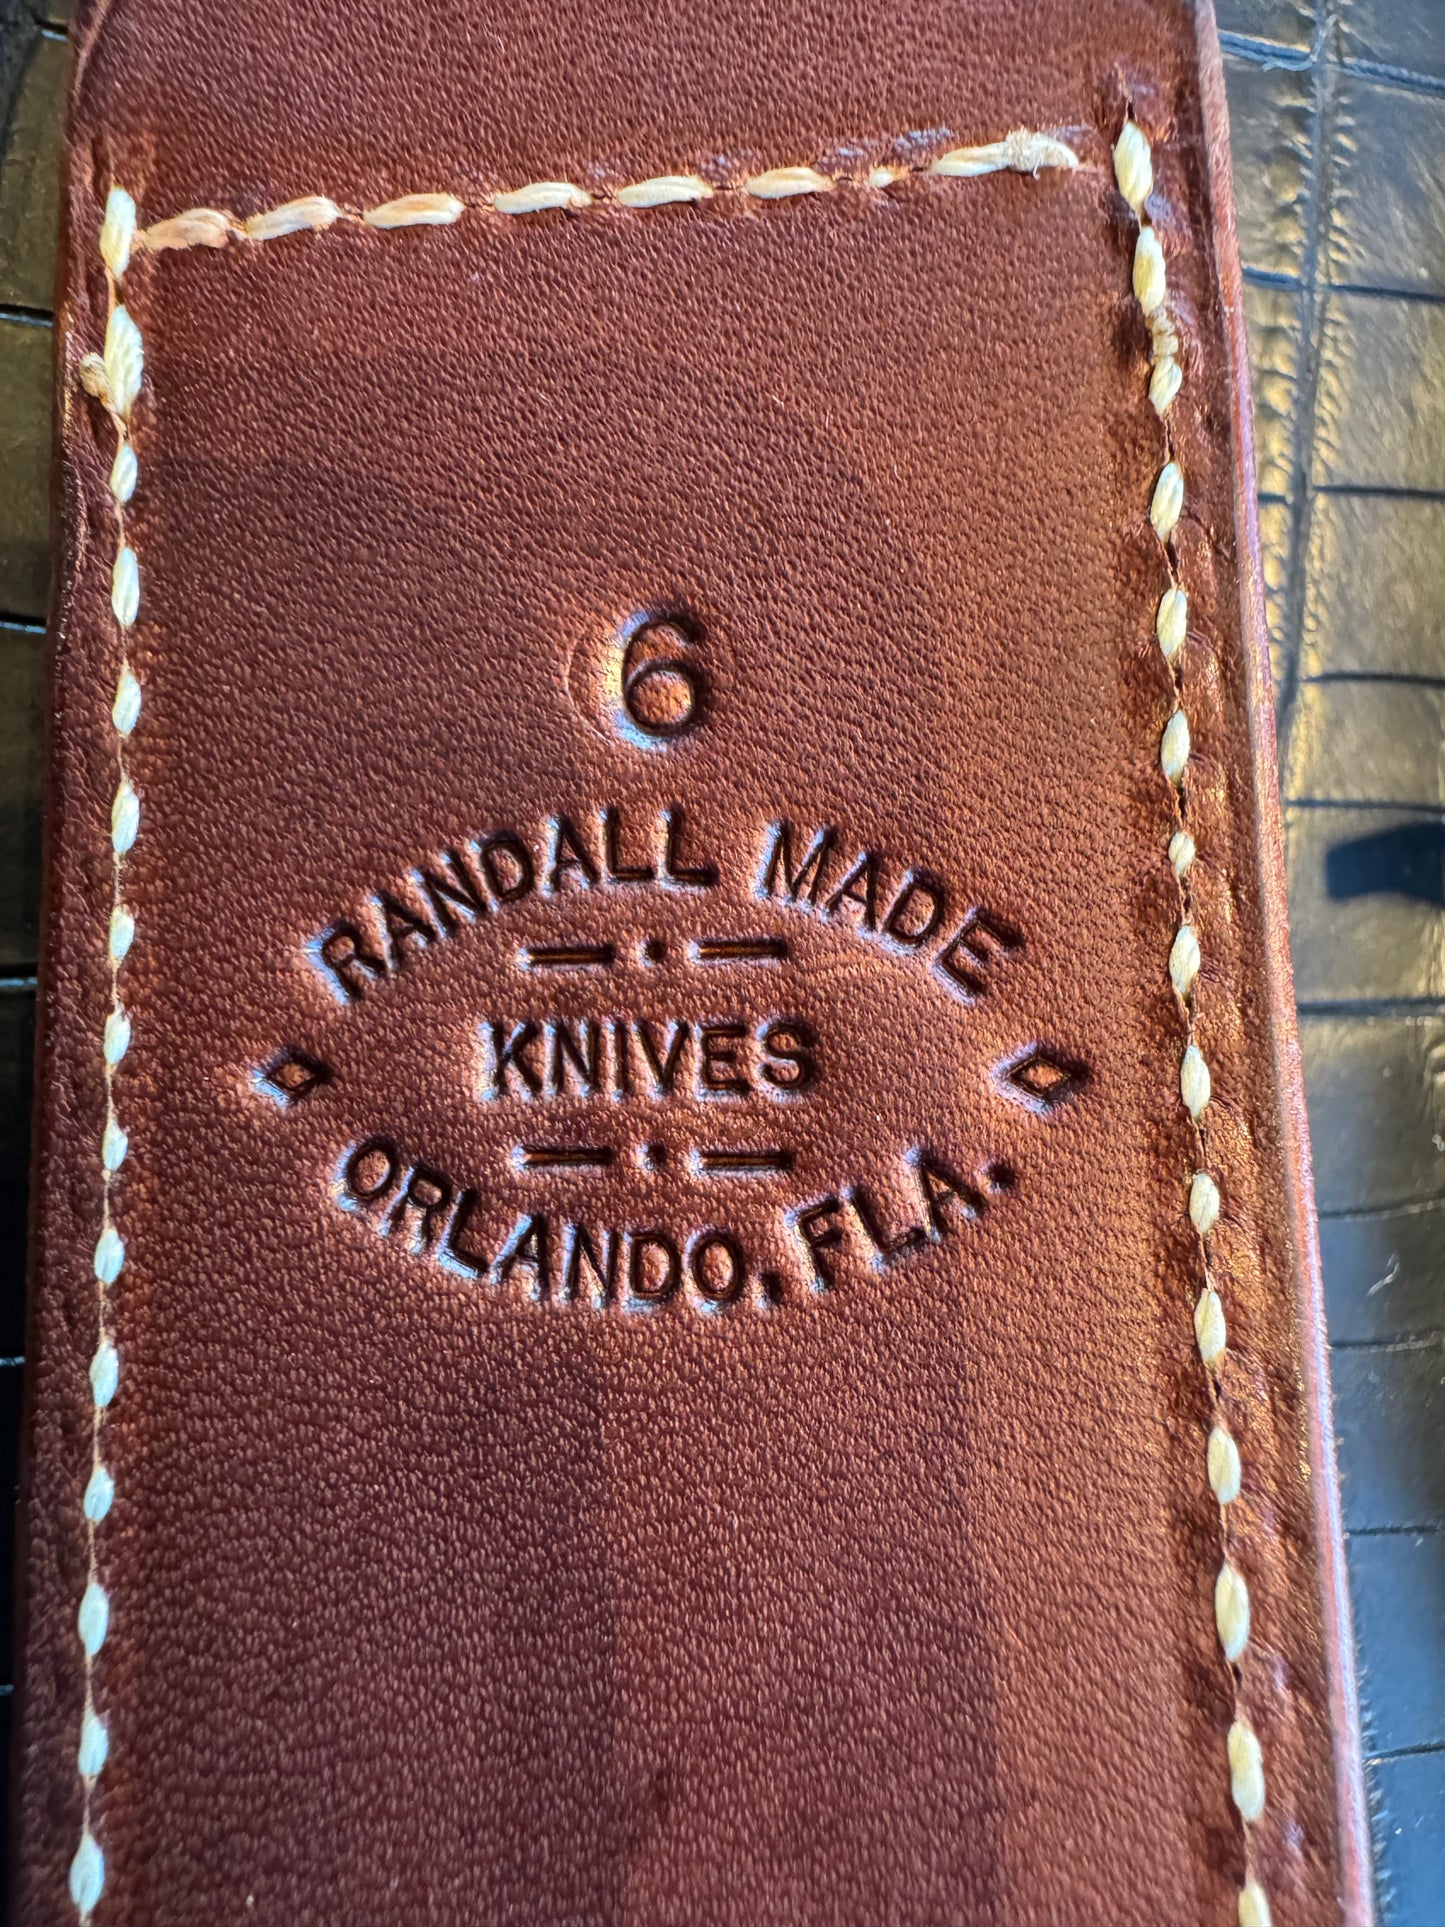 6
RANDALL MADE
KNIVES
ORLANDO, FLA.